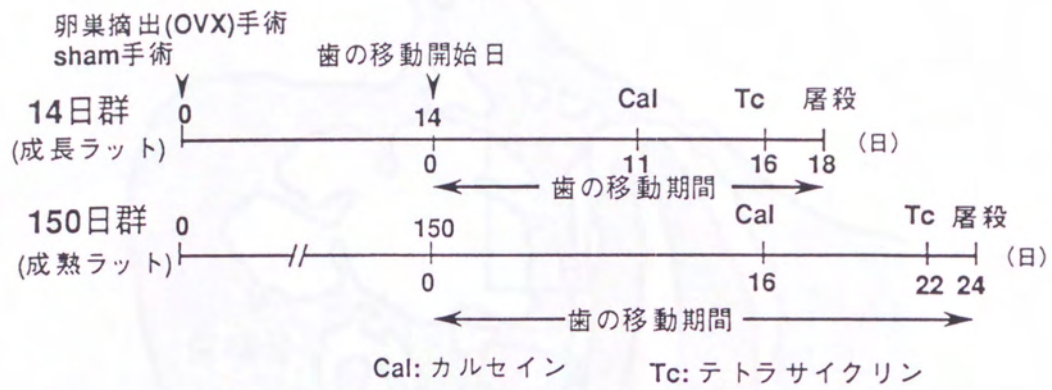 卵巣摘出(OVX)手術
sham手術
歯の移動開始日
14日群
(成長ラット)
0 14 Cal Tc 屠殺
0 11 16 18 (日)
歯の移動期間
150日群
(成熟ラット)
0 150 Cal Tc 屠殺
0 16 22 24 (日)
歯の移動期間
Cal: カルセイン Tc: テトラサイクリン